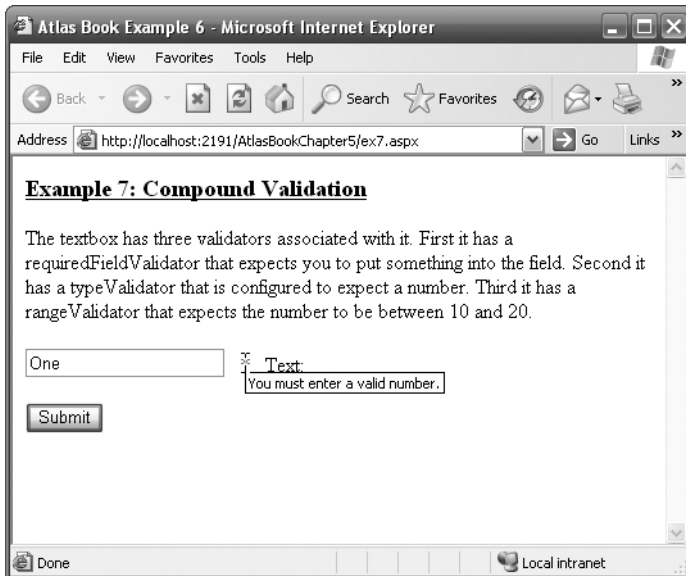 Atlas Book Example 6 - Microsoft Internet Explorer
File Edit View Favorites Tools Help
Back Search Favorites »
Address http://localhost:2191/AtlasBookChapter5/ex7.aspx Go Links »
Example 7: Compound Validation
The textbox has three validators associated with it. First it has a
requiredFieldValidator that expects you to put something into the field. Second it
has a typeValidator that is configured to expect a number. Third it has a
rangeValidator that expects the number to be between 10 and 20.
One * Text:
You must enter a valid number.
Submit
Done Local intranet